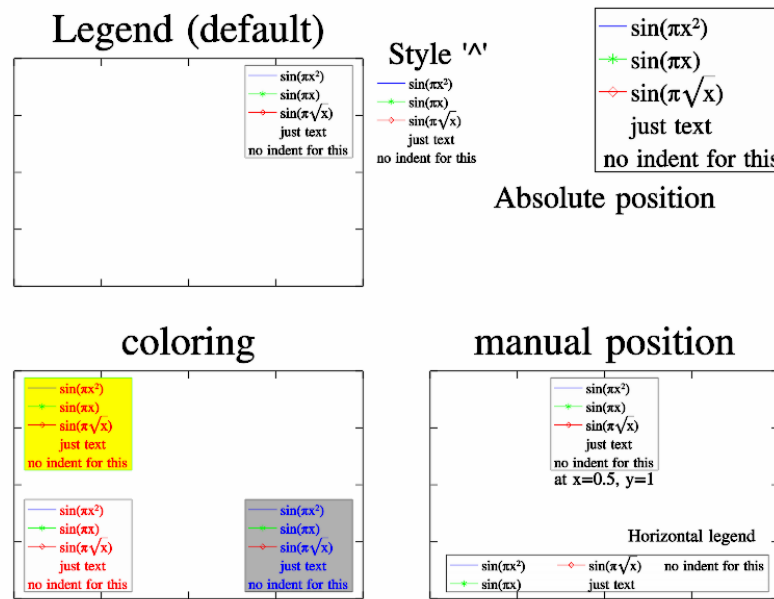 Legend (default)
sin(πx²)
sin(πx)
sin(π√x)
just text
no indent for this
Style '^'
sin(πx²)
sin(πx)
sin(π√x)
just text
no indent for this
sin(πx²)
sin(πx)
sin(π√x)
just text
no indent for this
Absolute position
coloring
sin(πx²)
sin(πx)
sin(π√x)
just text
no indent for this
sin(πx²)
sin(πx)
sin(π√x)
just text
no indent for this
sin(πx²)
sin(πx)
sin(π√x)
just text
no indent for this
manual position
sin(πx²)
sin(πx)
sin(π√x)
just text
no indent for this
at x=0.5, y=1
Horizontal legend
sin(πx²) sin(π√x) no indent for this
sin(πx) just text